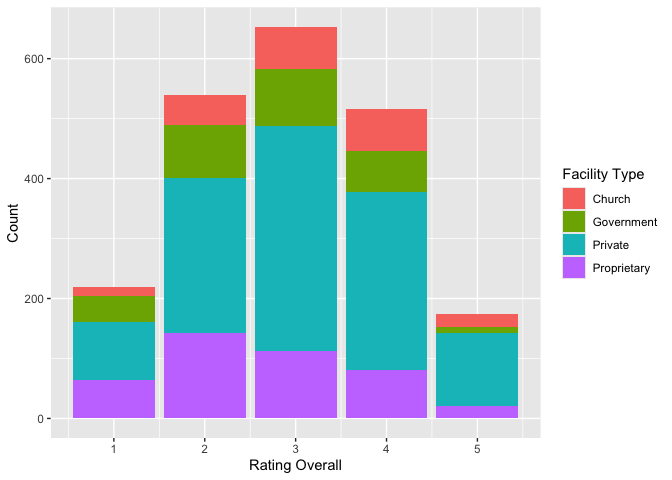 600
400
200
0
Count
1 2 3 4 5
Rating Overall
Facility Type
Church
Government
Private
Proprietary